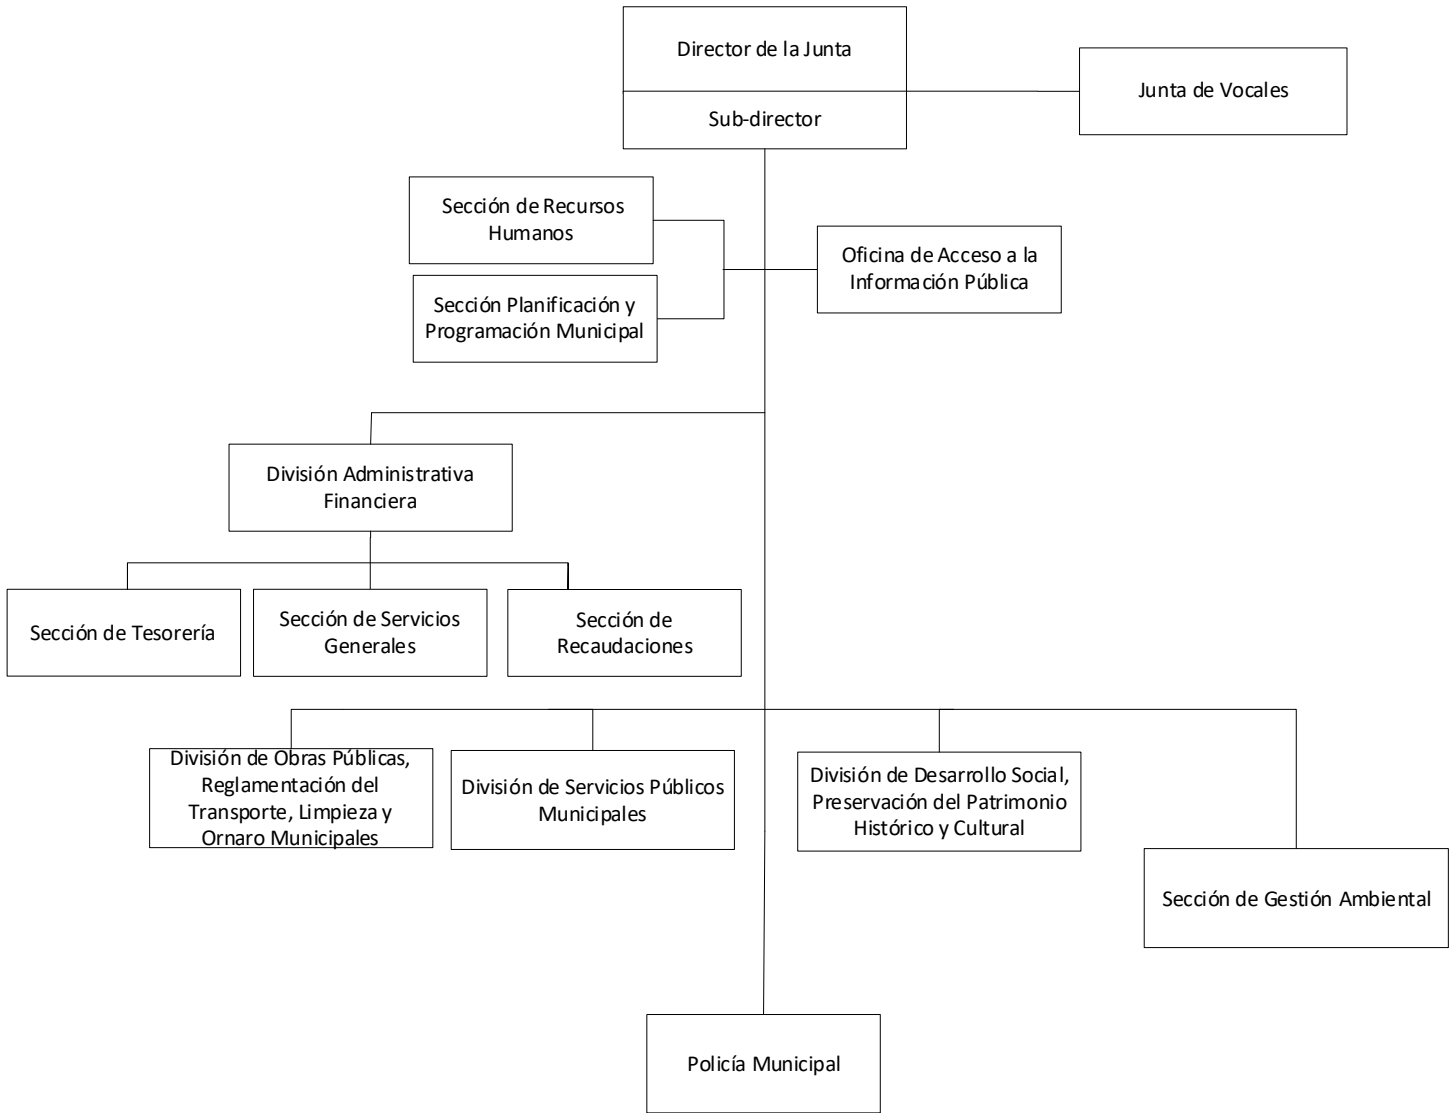 Director de la Junta
Sub-director
Junta de Vocales
Sección de Recursos
Humanos
Oficina de Acceso a la
Información Pública
Sección Planificación y
Programación Municipal
División Administrativa
Financiera
Sección de Tesorería
Sección de Servicios
Generales
Sección de
Recaudaciones
División de Obras Públicas,
Reglamentación del
Transporte, Limpieza y
Ornaro Municipales
División de Servicios Públicos
Municipales
División de Desarrollo Social,
Preservación del Patrimonio
Histórico y Cultural
Sección de Gestión Ambiental
Policía Municipal